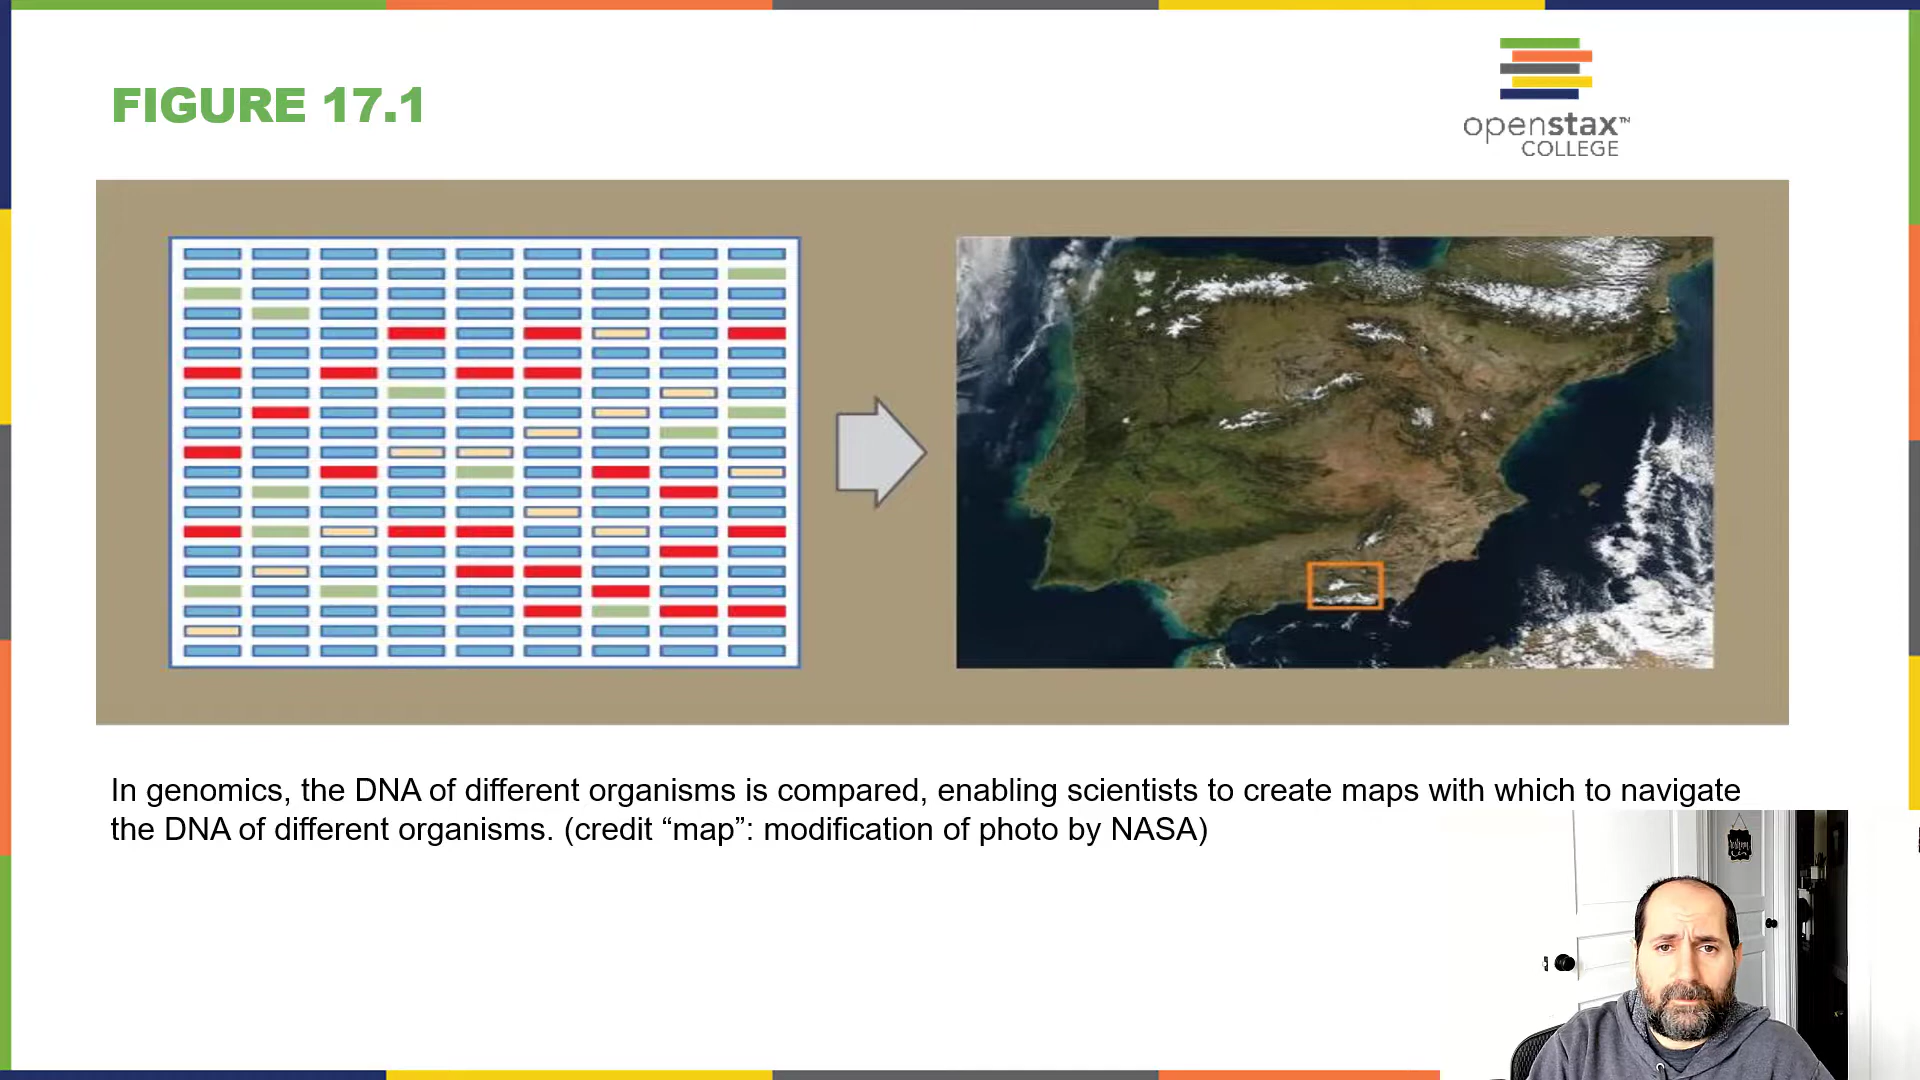 FIGURE 17.1
openstax™
COLLEGE
In genomics, the DNA of different organisms is compared, enabling scientists to create maps with which to navigate
the DNA of different organisms. (credit “map”: modification of photo by NASA)